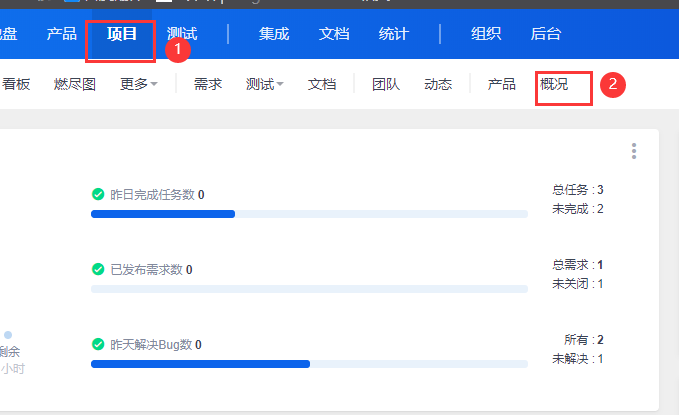 盘 产品 项目 测试 集成 文档 统计 组织 后台
1
看板 燃尽图 更多 需求 测试 文档 团队 动态 产品 概况 2
昨日完成任务数 0 总任务 : 3
未完成 : 2
已发布需求数 0 总需求 : 1
未关闭 : 1
昨天解决Bug数 0 所有 : 2
剩余 未解决 : 1
小时